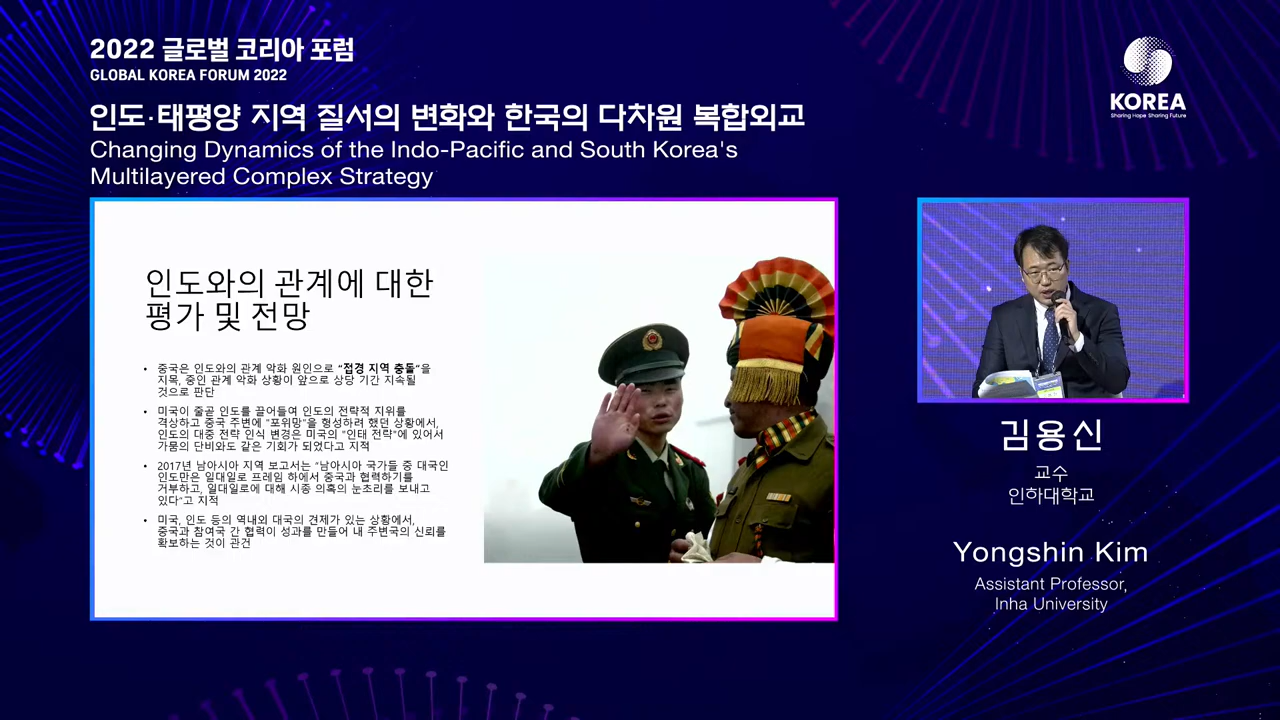 2022 글로벌 코리아 포럼
GLOBAL KOREA FORUM 2022
인도·태평양 지역 질서의 변화와 한국의 다차원 복합외교
Changing Dynamics of the Indo-Pacific and South Korea's
Multilayered Complex Strategy
KOREA
Sharing Hope Sharing Future
인도와의 관계에 대한
평가 및 전망
• 중국은 인도와의 관계 악화 원인으로 “접경 지역 충돌”을
지목, 중인 관계 악화 상황이 앞으로 상당 기간 지속될
것으로 판단
• 미국이 줄곧 인도를 끌어들여 인도의 전략적 지위를
격상하고 중국 주변에 “포위망”을 형성하려 했던 상황에서,
인도의 대중 전략 인식 변경은 미국의 “인태 전략”에 있어서
가뭄의 단비와도 같은 기회가 되었다고 지적
• 2017년 남아시아 지역 보고서는 “남아시아 국가들 중 대국인
인도만은 일대일로 프레임 하에서 중국과 협력하기를
거부하고, 일대일로에 대해 시종 의혹의 눈초리를 보내고
있다”고 지적
• 미국, 인도 등의 역내외 대국의 견제가 있는 상황에서,
중국과 참여국 간 협력이 성과를 만들어 내 주변국의 신뢰를
확보하는 것이 관건
김용신
교수
인하대학교
Yongshin Kim
Assistant Professor,
Inha University